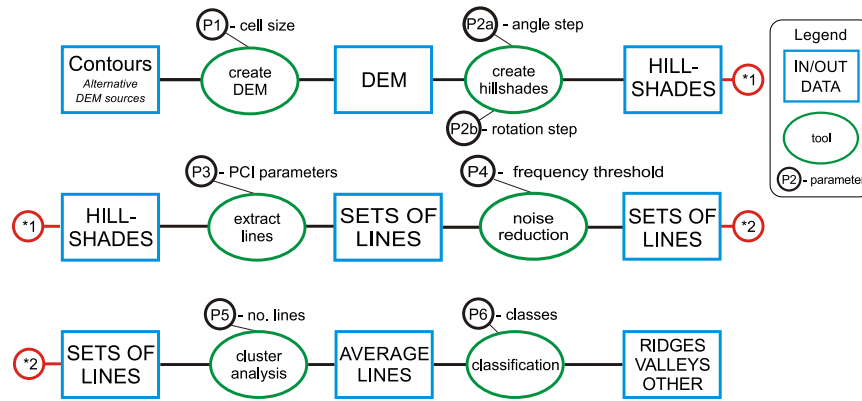 P1 - cell size
P2a - angle step
Contours
Alternative
DEM sources
create
DEM
DEM
create
hillshades
HILL-
SHADES
*1
P2b - rotation step
Legend
IN/OUT
DATA
tool
P2 - parameter
P3 - PCI parameters
P4 - frequency threshold
*1
HILL-
SHADES
extract
lines
SETS OF
LINES
noise
reduction
SETS OF
LINES
*2
P5 - no. lines
P6 - classes
*2
SETS OF
LINES
cluster
analysis
AVERAGE
LINES
classification
RIDGES
VALLEYS
OTHER